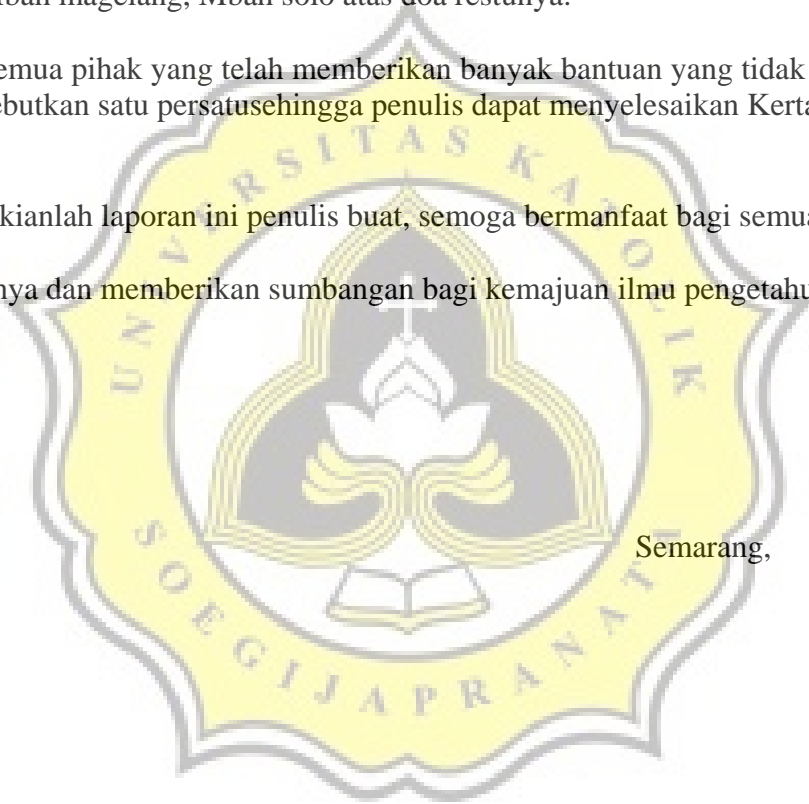 magelang, Mbah solo atas doa restunya.
emua pihak yang telah memberikan banyak bantuan yang tidak
ebutkan satu persatusehingga penulis dapat menyelesaikan Kerta
kianlah laporan ini penulis buat, semoga bermanfaat bagi semua
nya dan memberikan sumbangan bagi kemajuan ilmu pengetahu
Semarang,
UNIVERSITAS KATOLIK
SOEGIJAPRANATA